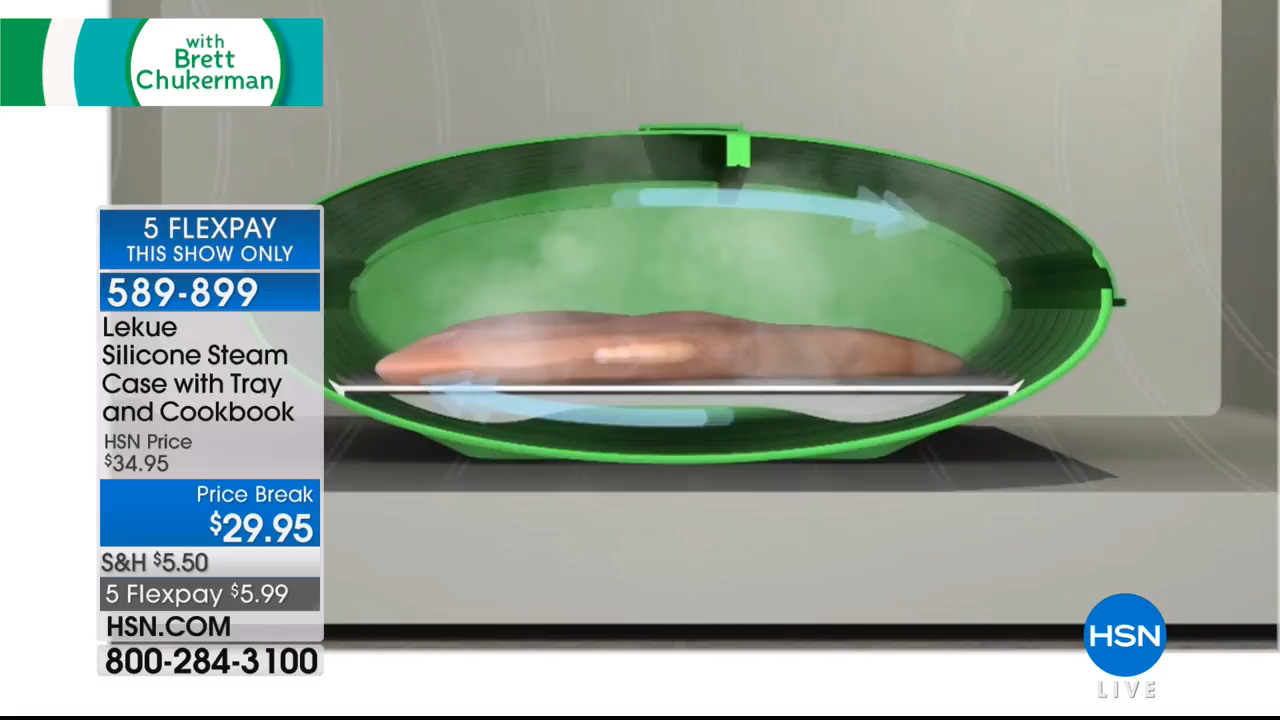 with
Brett
Chukerman
5 FLEXPAY
THIS SHOW ONLY
589-899
Lekue
Silicone Steam
Case with Tray
and Cookbook
HSN Price
$34.95
Price Break
$29.95
S&H $5.50
5 Flexpay $5.99
HSN.COM
800-284-3100
HSN
LIVE